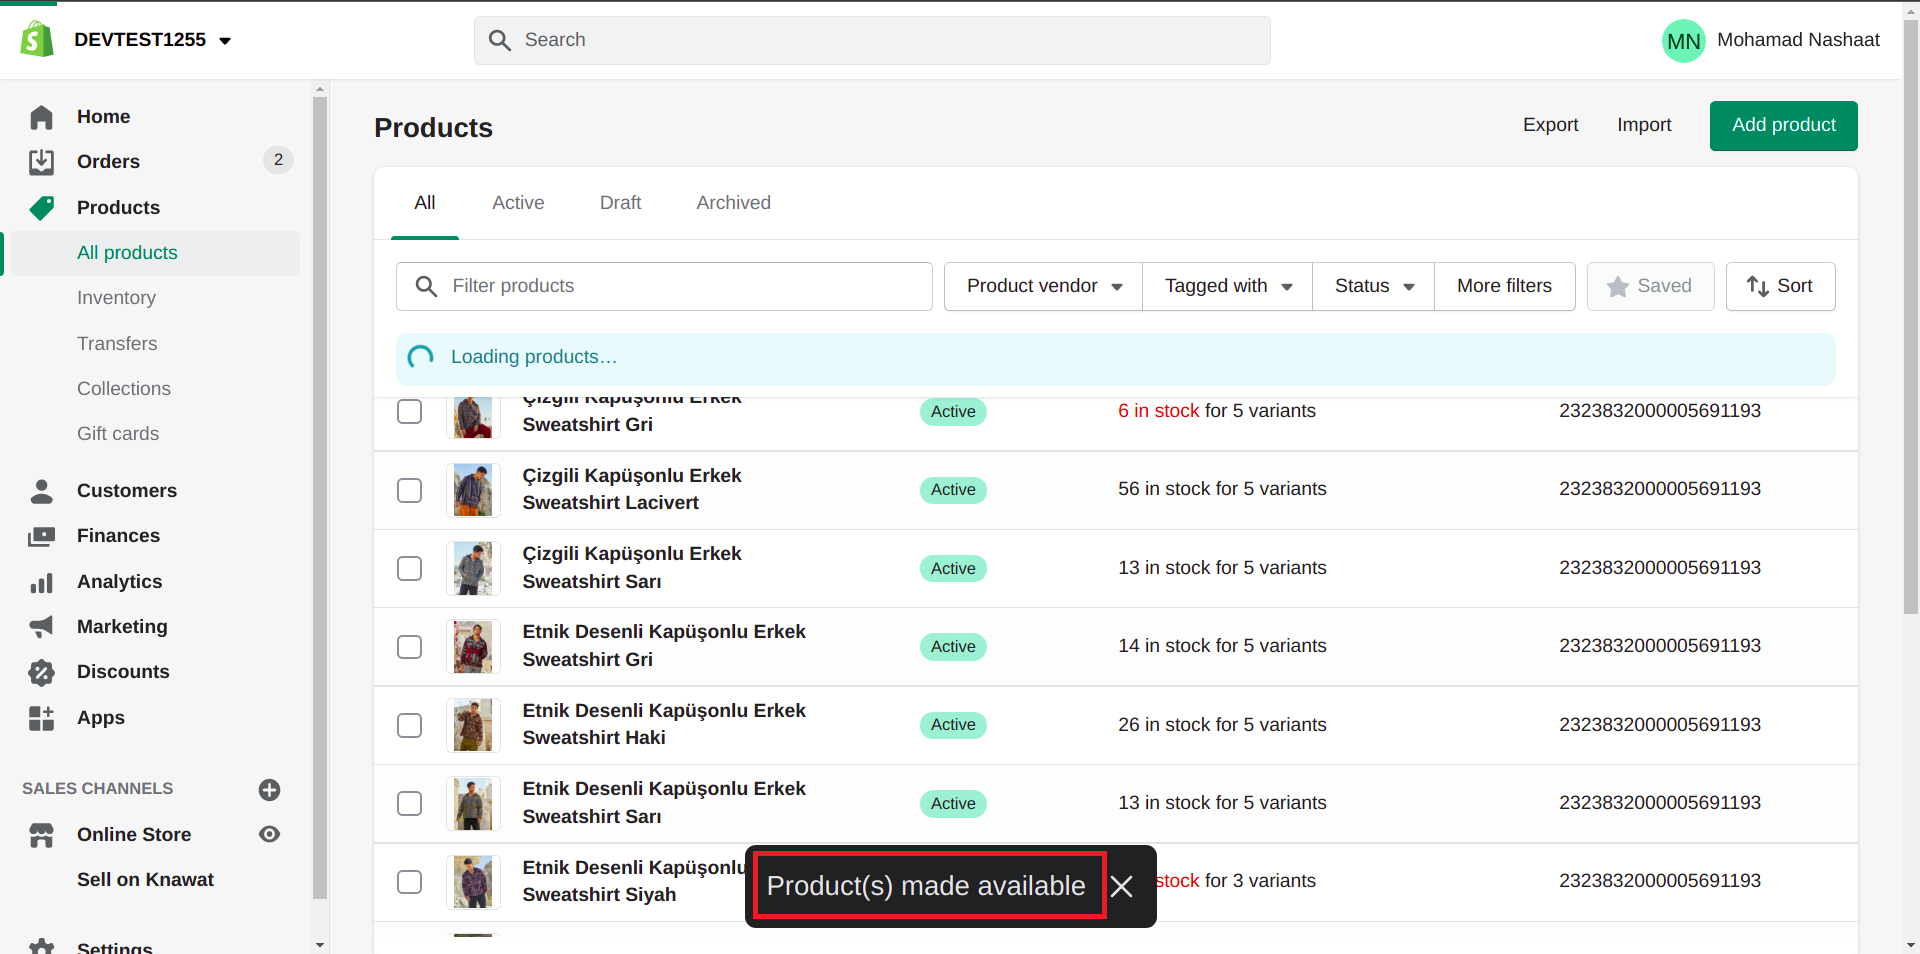 DEVTEST1255
Search
MN
Mohamad Nashaat
Home
Orders
2
Products
All products
Inventory
Transfers
Collections
Gift cards
Customers
Finances
Analytics
Marketing
Discounts
Apps
SALES CHANNELS
Online Store
Sell on Knawat
Settings
Products
Export
Import
Add product
All
Active
Draft
Archived
Filter products
Product vendor
Tagged with
Status
More filters
Saved
Sort
Loading products…
Çizgili Kapüşonlu Erkek
Sweatshirt Gri
Active
6 in stock for 5 variants
2323832000005691193
Çizgili Kapüşonlu Erkek
Sweatshirt Lacivert
Active
56 in stock for 5 variants
2323832000005691193
Çizgili Kapüşonlu Erkek
Sweatshirt Sarı
Active
13 in stock for 5 variants
2323832000005691193
Etnik Desenli Kapüşonlu Erkek
Sweatshirt Gri
Active
14 in stock for 5 variants
2323832000005691193
Etnik Desenli Kapüşonlu Erkek
Sweatshirt Haki
Active
26 in stock for 5 variants
2323832000005691193
Etnik Desenli Kapüşonlu Erkek
Sweatshirt Sarı
Active
13 in stock for 5 variants
2323832000005691193
Etnik Desenli Kapüşonlu
Sweatshirt Siyah
stock for 3 variants
2323832000005691193
Product(s) made available